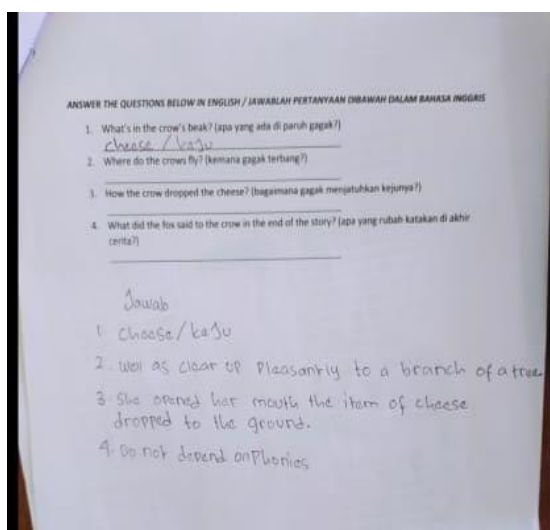 ANSWER THE QUESTIONS BELOW IN ENGLISH / JAWABLAH PERTANYAAN DIBAWAH DALAM BAHASA INGGRIS
1. What's in the crow's beak? (apa yang ada di paruh gagak?)
cheese / keju
2. Where do the crows fly? (kemana gagak terbang?)
3. How the crow dropped the cheese? (bagaimana gagak menjatuhkan kejunya?)
4. What did the fox said to the crow in the end of the story? (apa yang rubah katakan di akhir
cerita?)
Jawab
1 cheese / keju
2. well as clear up pleasantly to a branch of a tree
3 She opened her mouth the item of cheese
dropped to the ground.
4. Do not depend on Phonies